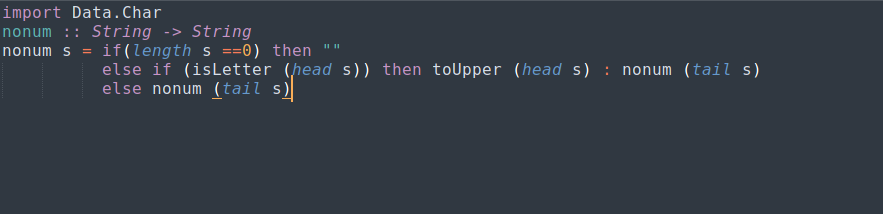 import Data.Char
nonum :: String -> String
nonum s = if(length s ==0) then ""
          else if (isLetter (head s)) then toUpper (head s) : nonum (tail s)
          else nonum (tail s)